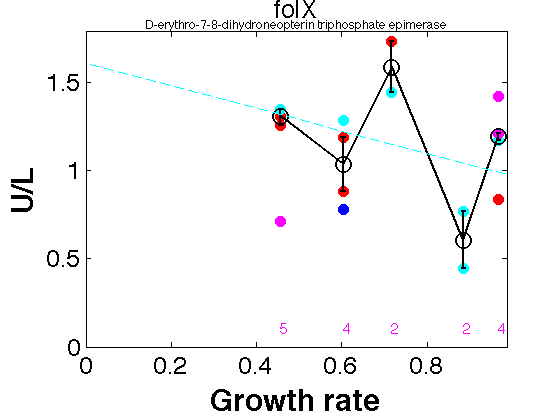 folX
D-erythro-7-8-dihydroneopterin triphosphate epimerase
U/L
1.5
1
0.5
0
5 4 2 2 4
0 0.2 0.4 0.6 0.8
Growth rate